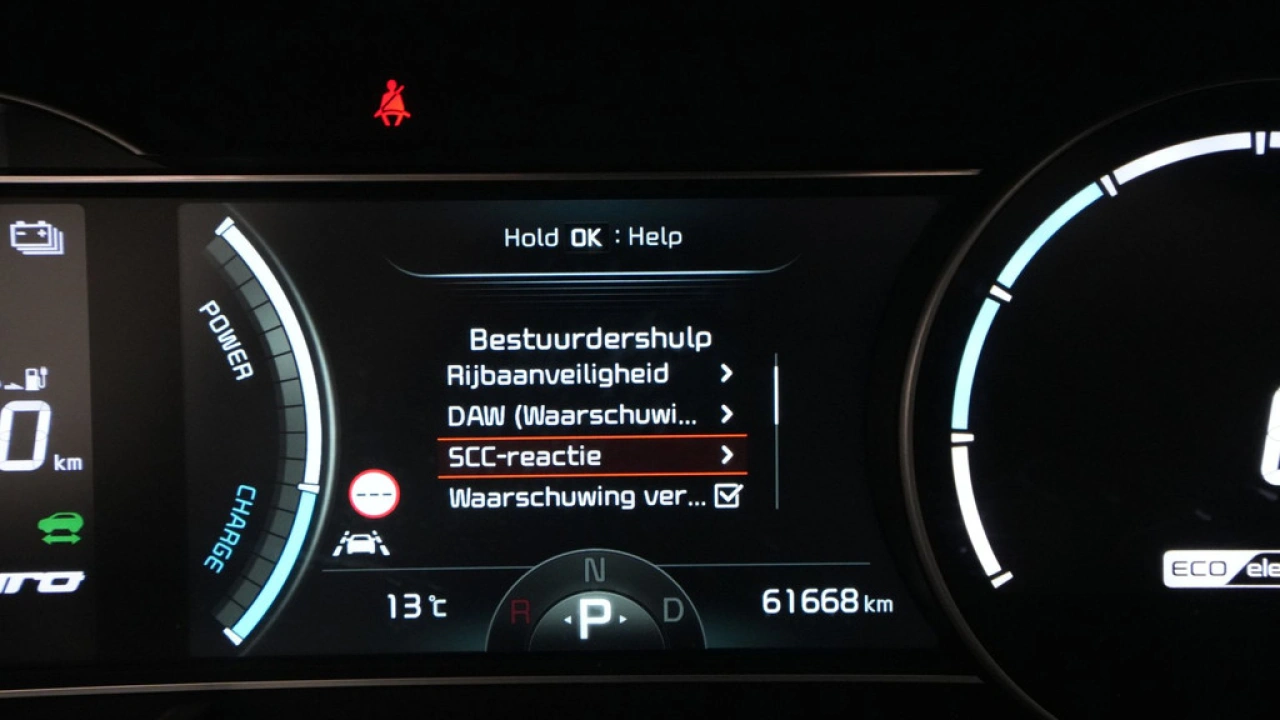 Hold OK : Help
POWER
Bestuurdershulp
Rijbaanveiligheid
DAW (Waarschuwi...
SCC-reactie
Waarschuwing ver...
CHARGE
km
N
R P D
13°C
61668 km
ECO